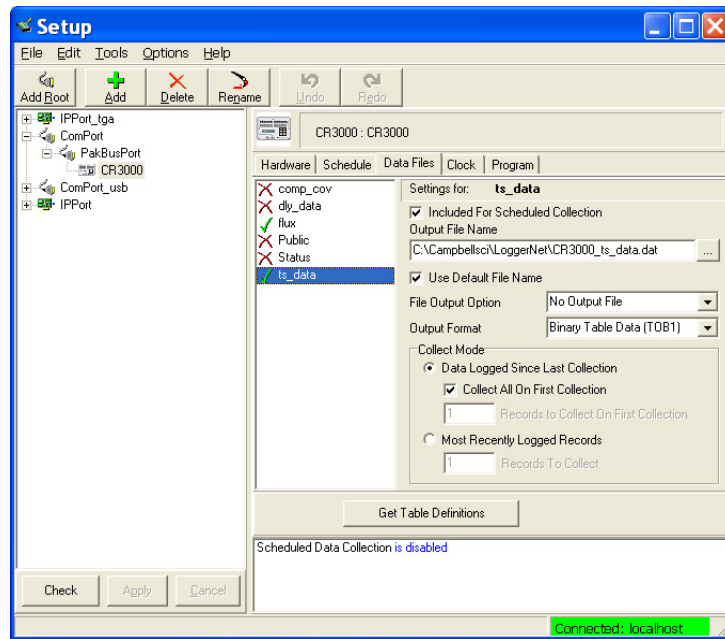 Setup
File Edit Tools Options Help
Add Root Add Delete Rename Undo Redo
IPPort_tga
ComPort
PakBusPort
CR3000
ComPort_usb
IPPort
CR3000 : CR3000
Hardware Schedule Data Files Clock Program
comp_cov
dly_data
flux
Public
Status
ts_data
Settings for: ts_data
Included For Scheduled Collection
Output File Name
C:\Campbellsci\LoggerNet\CR3000_ts_data.dat ...
Use Default File Name
File Output Option No Output File
Output Format Binary Table Data (TOB1)
Collect Mode
Data Logged Since Last Collection
Collect All On First Collection
1 Records to Collect On First Collection
Most Recently Logged Records
1 Records To Collect
Get Table Definitions
Scheduled Data Collection is disabled
Check Apply Cancel
Connected: localhost